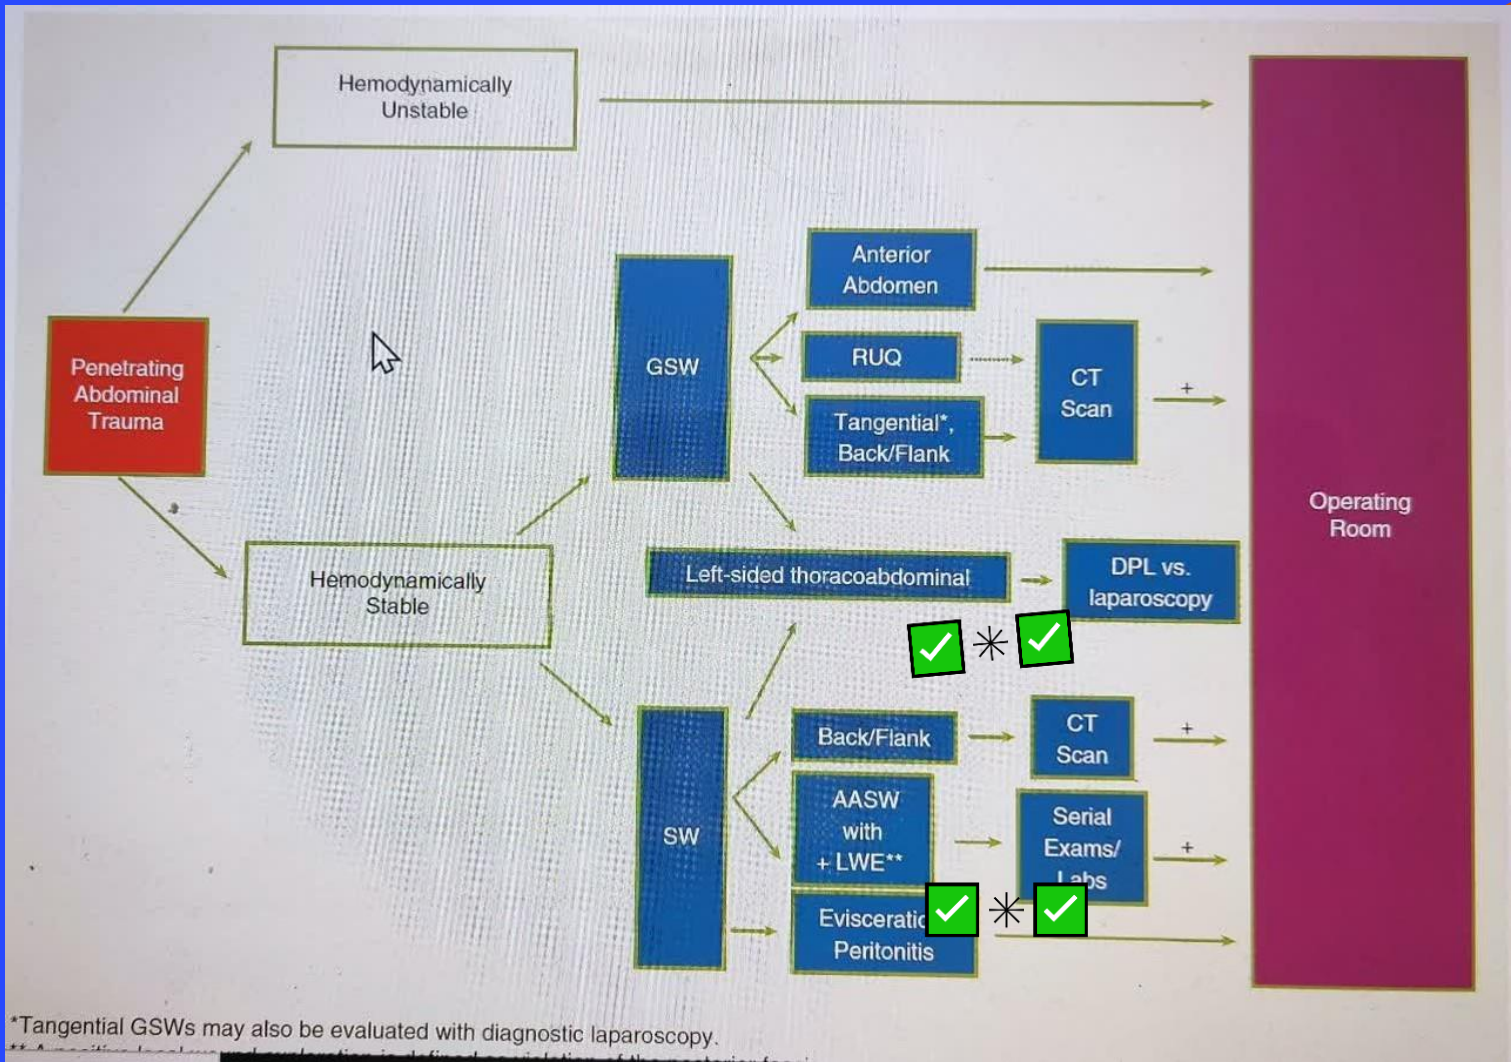 Hemodynamically
Unstable
Anterior
Abdomen
GSW
RUQ
CT
Scan
Penetrating
Abdominal
Trauma
Tangential*,
Back/Flank
+
Operating
Room
Hemodynamically
Stable
Left-sided thoracoabdominal
DPL vs.
laparoscopy
Back/Flank
CT
Scan
+
SW
AASW
with
+ LWE**
Serial
Exams/
Labs
+
Peritonitis
*Tangential GSWs may also be evaluated with diagnostic laparoscopy.